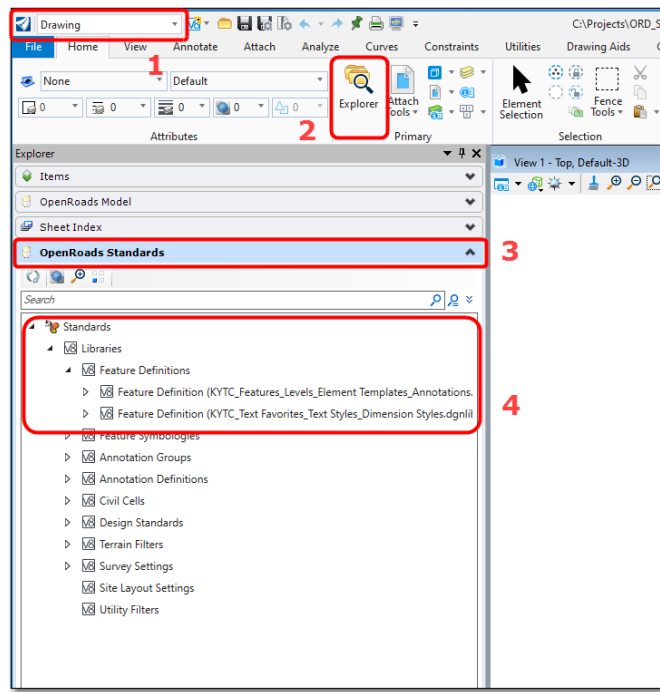 Drawing
C:\Projects\ORD_S
File Home View Annotate Attach Analyze Curves Constraints Utilities Drawing Aids
1
None Default
0 0 0 0 0
Explorer Attach Tools
Element Selection Fence Tools
2
Attributes Primary Selection
Explorer
View 1 - Top, Default-3D
Items
OpenRoads Model
Sheet Index
OpenRoads Standards
3
Search
Standards
Libraries
Feature Definitions
Feature Definition (KYTC_Features_Levels_Element Templates_Annotations.
Feature Definition (KYTC_Text Favorites_Text Styles_Dimension Styles.dgnlil
4
Feature Symbologies
Annotation Groups
Annotation Definitions
Civil Cells
Design Standards
Terrain Filters
Survey Settings
Site Layout Settings
Utility Filters